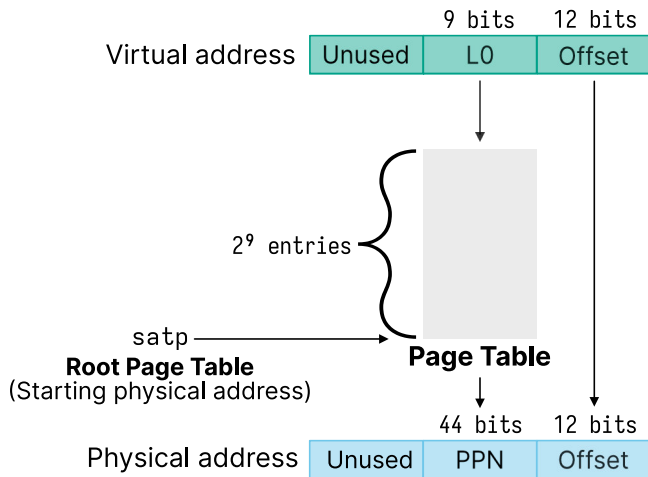 9 bits 12 bits
Virtual address Unused L0 Offset
2⁹ entries
satp
Root Page Table
(Starting physical address)
Page Table
44 bits 12 bits
Physical address Unused PPN Offset